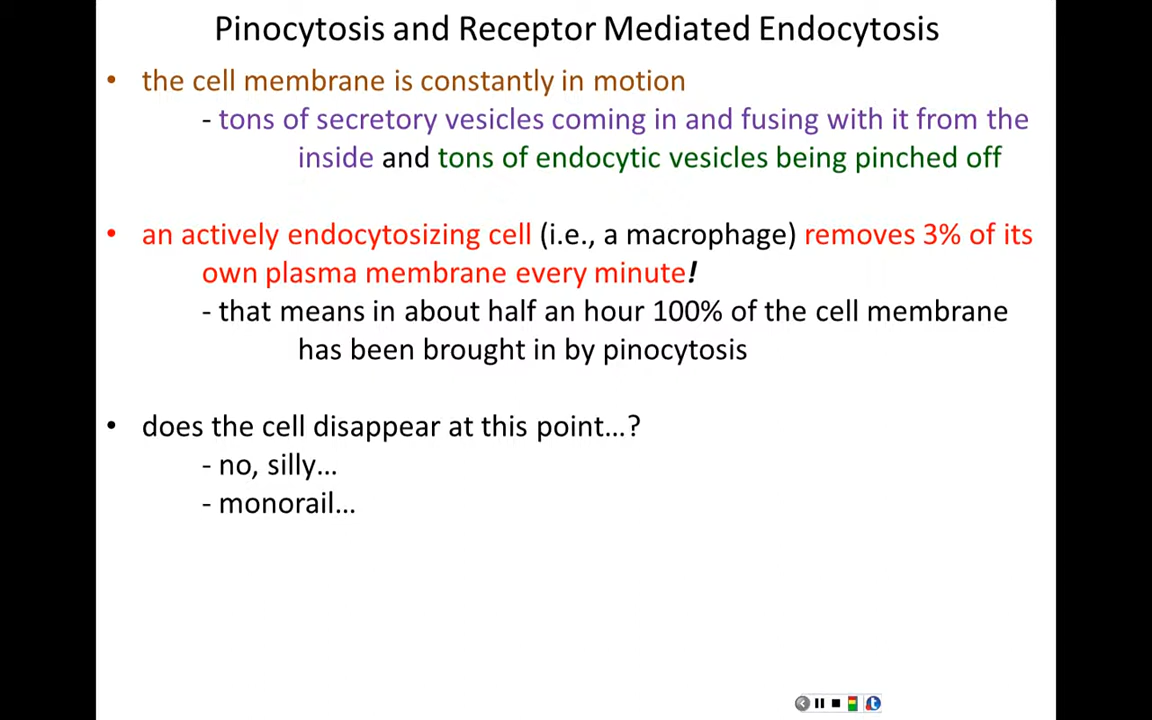 Pinocytosis and Receptor Mediated Endocytosis
• the cell membrane is constantly in motion
- tons of secretory vesicles coming in and fusing with it from the
inside and tons of endocytic vesicles being pinched off
• an actively endocytosizing cell (i.e., a macrophage) removes 3% of its
own plasma membrane every minute!
- that means in about half an hour 100% of the cell membrane
has been brought in by pinocytosis
• does the cell disappear at this point…?
- no, silly…
- monorail…